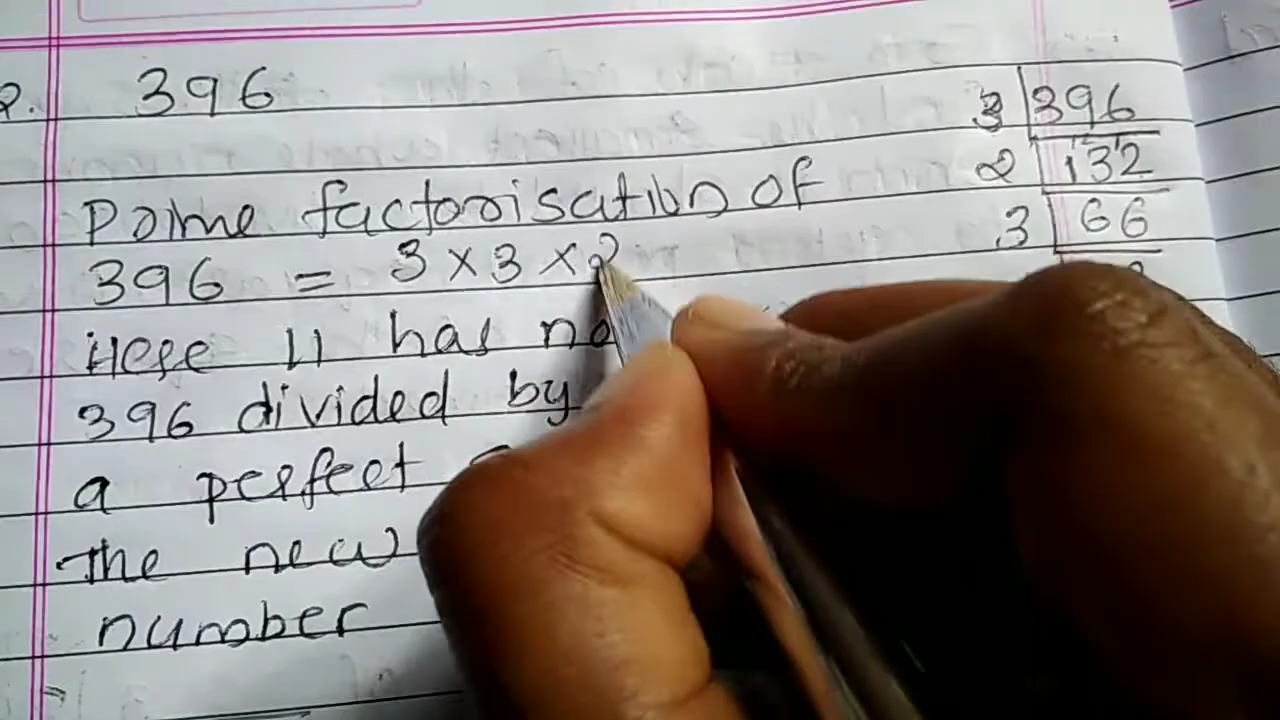 2. 396
3 396
2 132
3 66
Prime factorisation of
396 = 3 × 3 × 2
Here 11 has no
396 divided by
a perfect
The new
number